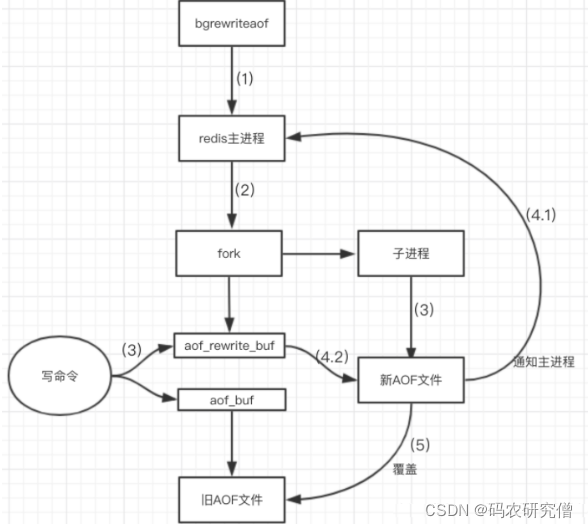 bgrewriteaof
(1)
redis主进程
(2)
(4.1)
fork
子进程
(3)
(3)
aof_rewrite_buf
(4.2)
写命令
通知主进程
新AOF文件
aof_buf
(5)
覆盖
旧AOF文件
CSDN @码农研究僧